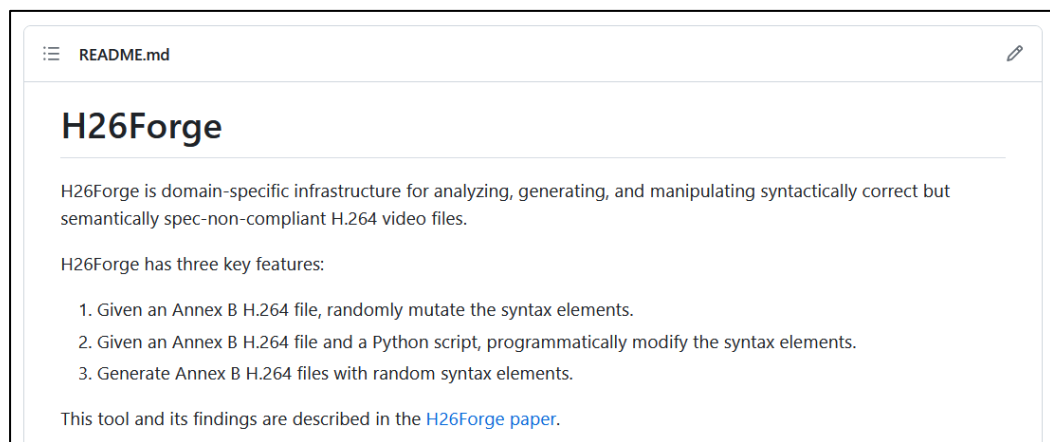 README.md
H26Forge
H26Forge is domain-specific infrastructure for analyzing, generating, and manipulating syntactically correct but
semantically spec-non-compliant H.264 video files.
H26Forge has three key features:
1. Given an Annex B H.264 file, randomly mutate the syntax elements.
2. Given an Annex B H.264 file and a Python script, programmatically modify the syntax elements.
3. Generate Annex B H.264 files with random syntax elements.
This tool and its findings are described in the H26Forge paper.